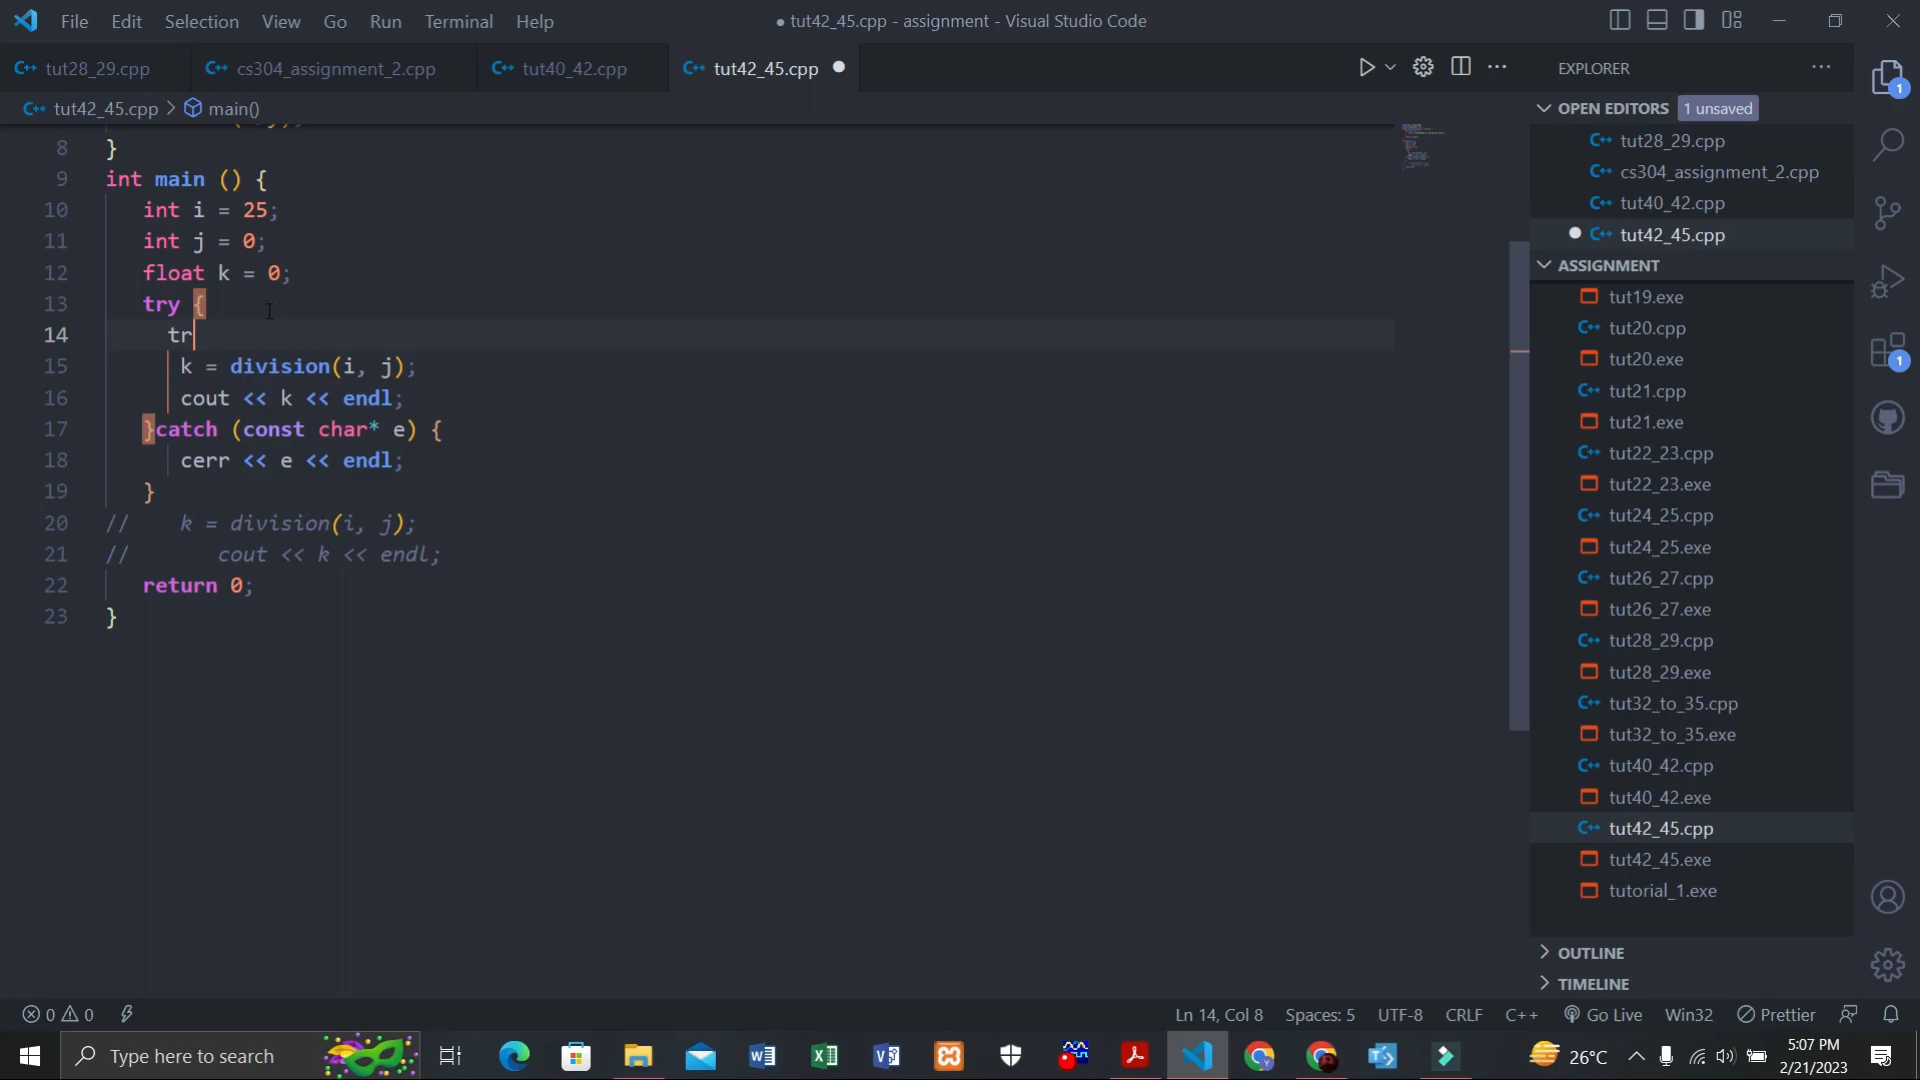 File Edit Selection View Go Run Terminal Help
● tut42_45.cpp - assignment - Visual Studio Code
tut28_29.cpp
cs304_assignment_2.cpp
tut40_42.cpp
tut42_45.cpp
tut42_45.cpp > main()
8 }
9 int main () {
10 int i = 25;
11 int j = 0;
12 float k = 0;
13 try {
14 tr
15 k = division(i, j);
16 cout << k << endl;
17 }catch (const char* e) {
18 cerr << e << endl;
19 }
20 // k = division(i, j);
21 // cout << k << endl;
22 return 0;
23 }
EXPLORER
OPEN EDITORS 1 unsaved
tut28_29.cpp
cs304_assignment_2.cpp
tut40_42.cpp
tut42_45.cpp
ASSIGNMENT
tut19.exe
tut20.cpp
tut20.exe
tut21.cpp
tut21.exe
tut22_23.cpp
tut22_23.exe
tut24_25.cpp
tut24_25.exe
tut26_27.cpp
tut26_27.exe
tut28_29.cpp
tut28_29.exe
tut32_to_35.cpp
tut32_to_35.exe
tut40_42.cpp
tut40_42.exe
tut42_45.cpp
tut42_45.exe
tutorial_1.exe
OUTLINE
TIMELINE
1
1
0 0
Ln 14, Col 8 Spaces: 5 UTF-8 CRLF C++ Go Live Win32 Prettier
Type here to search
26°C
5:07 PM
2/21/2023